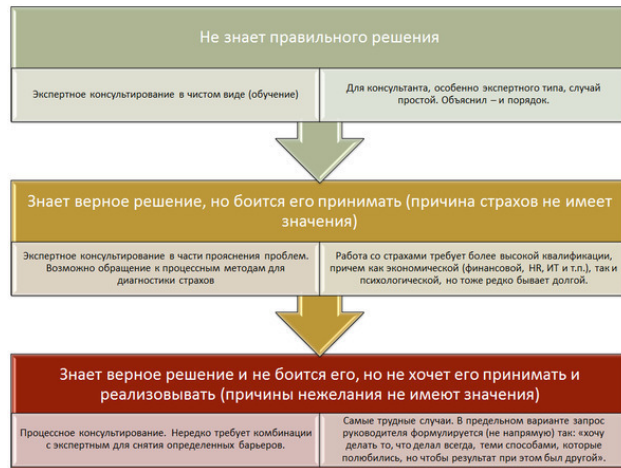 Не знает правильного решения
Экспертное консультирование в чистом виде (обучение)
Для консультанта, особенно экспертного типа, случай
простой. Объяснил – и порядок.
Знает верное решение, но боится его принимать (причина страхов не имеет
значения)
Экспертное консультирование в части прояснения проблем.
Возможно обращение к процессным методам для
диагностики страхов
Работа со страхами требует более высокой квалификации,
причем как экономической (финансовой, HR, ИТ и т.п.), так и
психологической, но тоже редко бывает долгой.
Знает верное решение и не боится его, но не хочет его принимать и
реализовывать (причины нежелания не имеют значения)
Процессное консультирование. Нередко требует комбинации
с экспертным для снятия определенных барьеров.
Самые трудные случаи. В предельном варианте запрос
руководителя формулируется (не напрямую) так: «хочу
делать то, что делал всегда, теми способами, которые
полюбились, но чтобы результат при этом был другой».